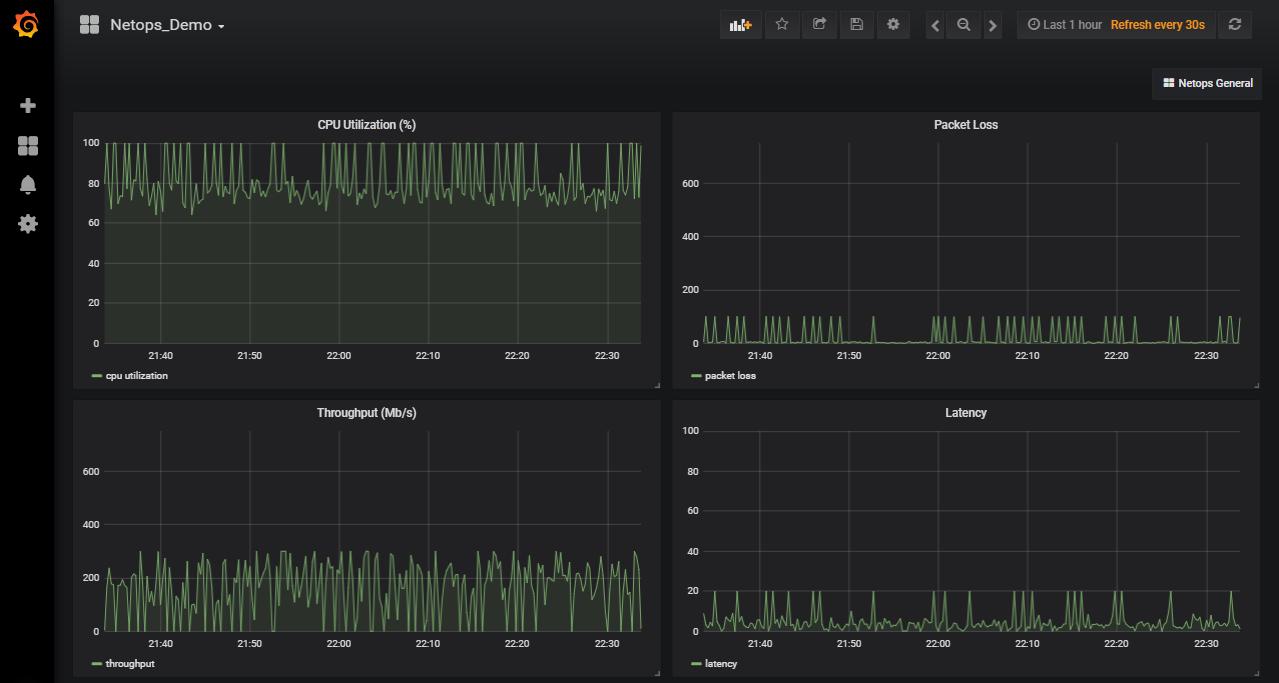 Netops_Demo
Last 1 hour Refresh every 30s
Netops General
CPU Utilization (%)
100
80
60
40
20
0
21:40 21:50 22:00 22:10 22:20 22:30
cpu utilization
Packet Loss
600
400
200
0
21:40 21:50 22:00 22:10 22:20 22:30
packet loss
Throughput (Mb/s)
600
400
200
0
21:40 21:50 22:00 22:10 22:20 22:30
throughput
Latency
100
80
60
40
20
0
21:40 21:50 22:00 22:10 22:20 22:30
latency